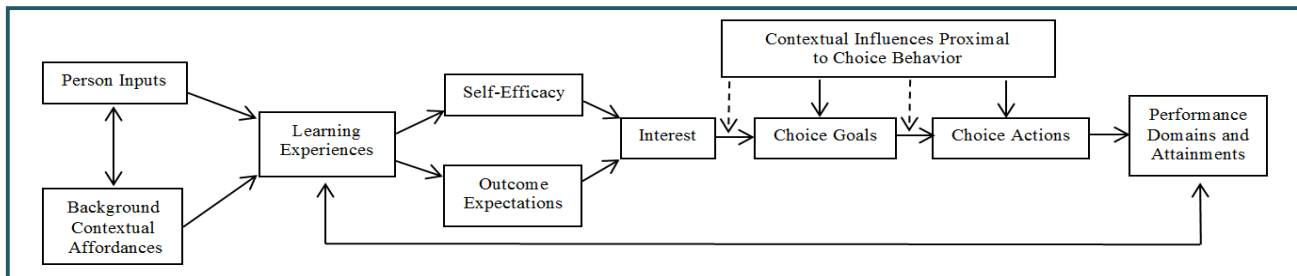 Contextual Influences Proximal
to Choice Behavior
Person Inputs
Self-Efficacy
Learning
Experiences
Interest
Choice Goals
Choice Actions
Performance
Domains and
Attainments
Outcome
Expectations
Background
Contextual
Affordances